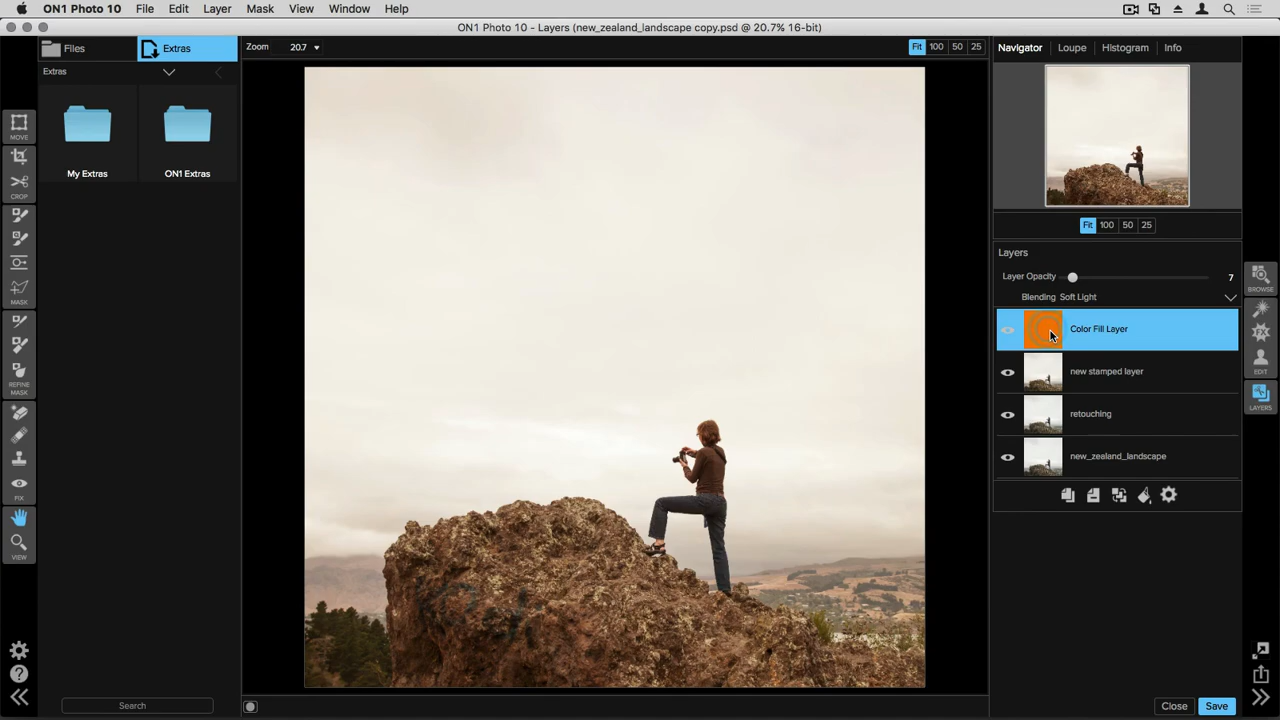 ON1 Photo 10 File Edit Layer Mask View Window Help
ON1 Photo 10 - Layers (new_zealand_landscape copy.psd @ 20.7% 16-bit)
Files Extras Zoom 20.7 Fit 100 50 25 Navigator Loupe Histogram Info
Extras
My Extras ON1 Extras
MOVE
CROP
MASK
REFINE
MASK
FIX
VIEW
Fit 100 50 25
Layers
Layer Opacity 7
Blending Soft Light
Color Fill Layer
new stamped layer
retouching
new_zealand_landscape
BROWSE
EDIT
LAYERS
FX
Search
Close Save